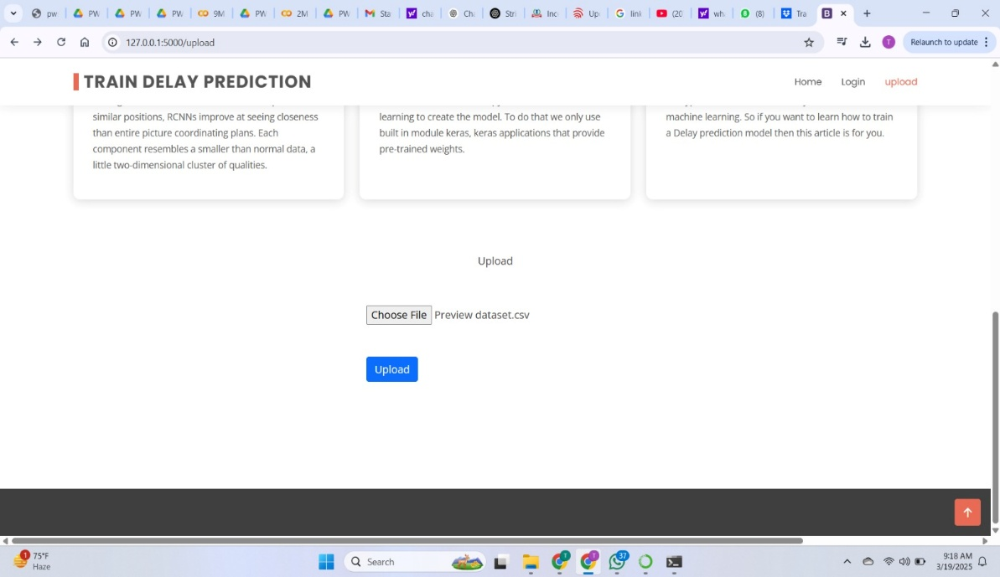 pw
PW
PW
PW
9M
PW
2M
PW
Sta
cha
Cha
Stri
Inc
Up
link
(20
wh
(8)
Tra
127.0.0.1:5000/upload
Relaunch to update
TRAIN DELAY PREDICTION
Home
Login
upload
similar positions, RCNNs improve at seeing closeness
than entire picture coordinating plans. Each
component resembles a smaller than normal data, a
little two-dimensional cluster of qualities.
learning to create the model. To do that we only use
built in module keras, keras applications that provide
pre-trained weights.
machine learning. So if you want to learn how to train
a Delay prediction model then this article is for you.
Upload
Choose File Preview dataset.csv
Upload
1
75°F
Haze
Search
T
T
37
9:18 AM
3/19/2025